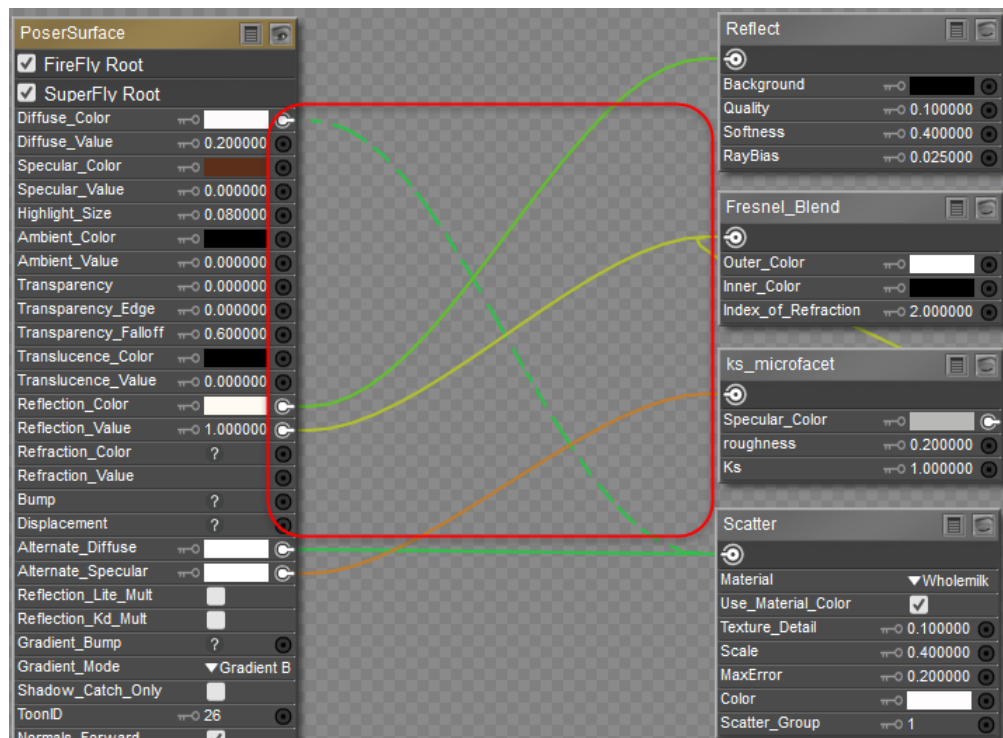 PoserSurface
FireFly Root
SuperFly Root
Diffuse_Color
Diffuse_Value 0.200000
Specular_Color
Specular_Value 0.000000
Highlight_Size 0.080000
Ambient_Color
Ambient_Value 0.000000
Transparency 0.000000
Transparency_Edge 0.000000
Transparency_Falloff 0.600000
Translucence_Color
Translucence_Value 0.000000
Reflection_Color
Reflection_Value 1.000000
Refraction_Color ?
Refraction_Value
Bump ?
Displacement ?
Alternate_Diffuse
Alternate_Specular
Reflection_Lite_Mult
Reflection_Kd_Mult
Gradient_Bump ?
Gradient_Mode Gradient B
Shadow_Catch_Only
ToonID 26
Normals_Forward
Reflect
Background
Quality 0.100000
Softness 0.400000
RayBias 0.025000
Fresnel_Blend
Outer_Color
Inner_Color
Index_of_Refraction 2.000000
ks_microfacet
Specular_Color
roughness 0.200000
Ks 1.000000
Scatter
Material Wholemilk
Use_Material_Color
Texture_Detail 0.100000
Scale 0.400000
MaxError 0.200000
Color
Scatter_Group 1